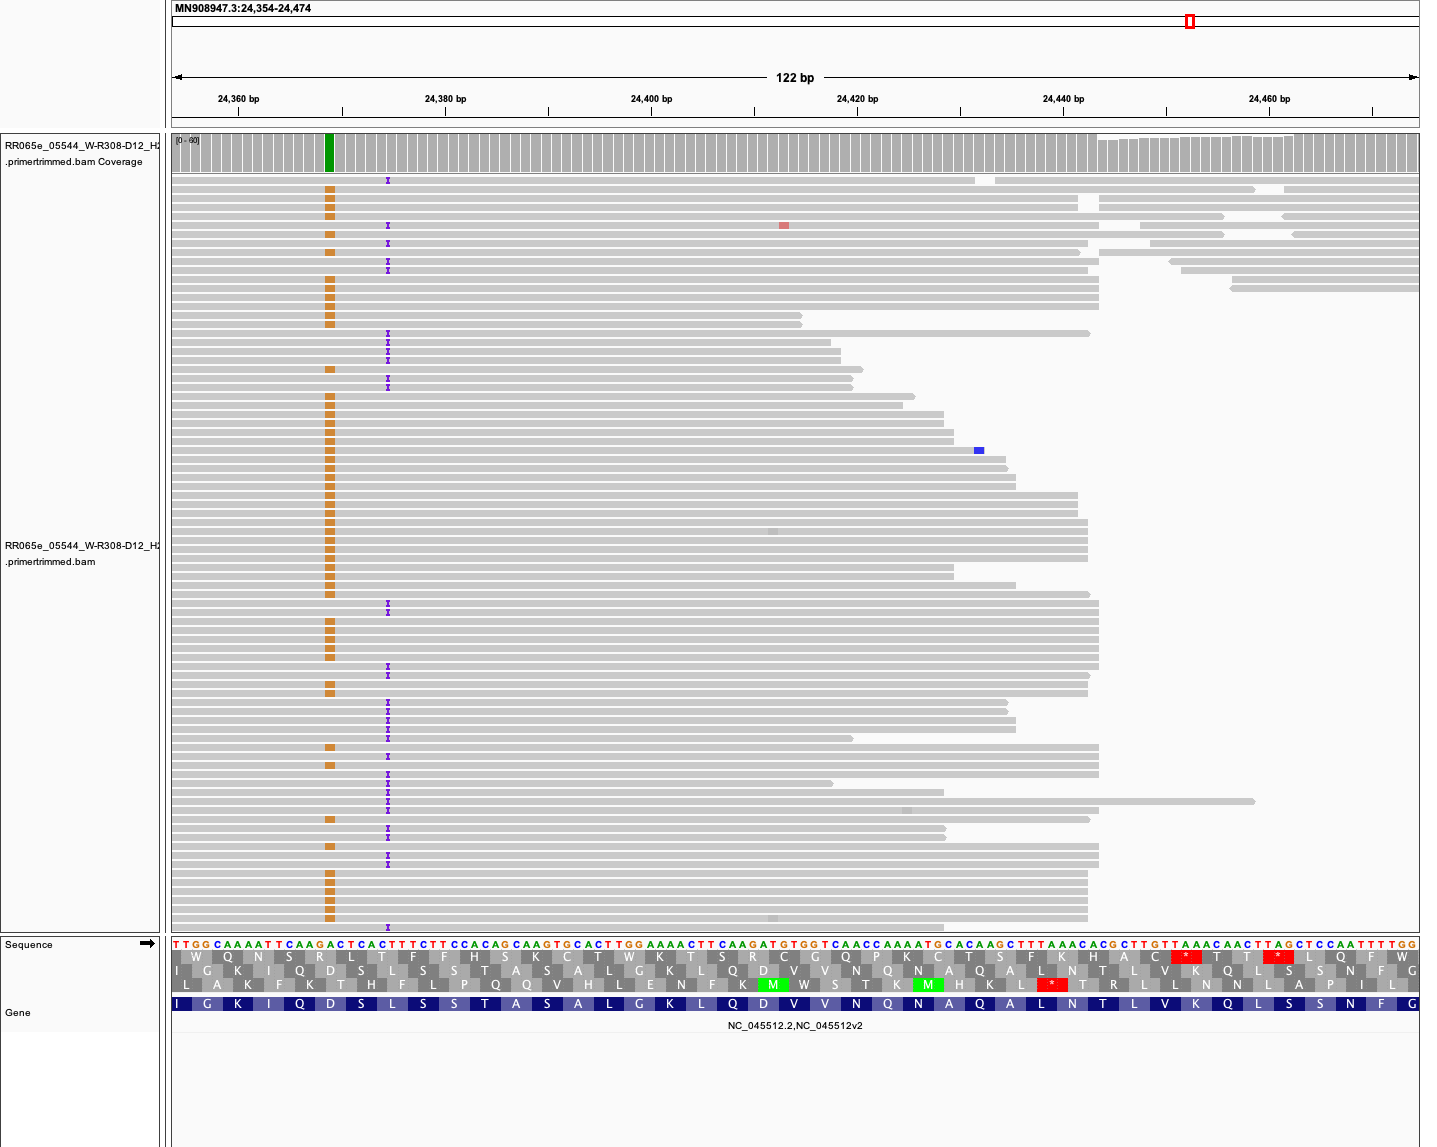 MN908947.3:24,354-24,474
122 bp
24,360 bp 24,380 bp 24,400 bp 24,420 bp 24,440 bp 24,460 bp
RR065e_05544_W-R308-D12_H2
.primertrimmed.bam Coverage
[0 - 60]
RR065e_05544_W-R308-D12_H2
.primertrimmed.bam
Sequence
TTGGCAAAATTCAAGACTCACTTTCTTCCACAGCAAGTGCACTTGGAAAACTTCAAGATGTGGTCAACCAAAATGCACAAGCTTTAAACACGCTTGTTAAACAACTTAGCTCCAATTTTGG
W Q N S R L T F F H S K C T W K T S R C G Q P K C T S F K H A C * T T * L Q F W
I G K I Q D S L S S T A S A L G K L Q D V V N Q N A Q A L N T L V K Q L S S N F G
L A K F K T H F L P Q Q V H L E N F K M W S T K M H K L * T R L L N N L A P I L
Gene
I G K I Q D S L S S T A S A L G K L Q D V V N Q N A Q A L N T L V K Q L S S N F G
NC_045512.2,NC_045512v2